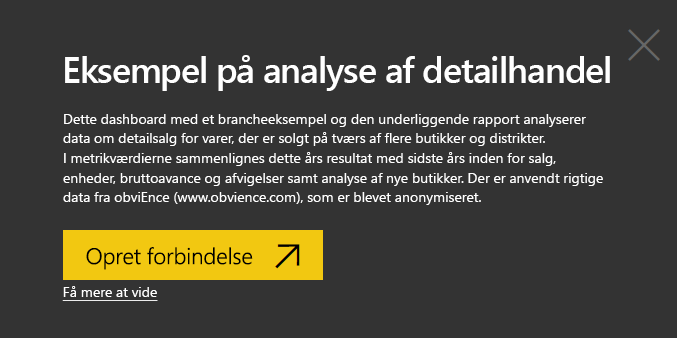 Eksempel på analyse af detailhandel
Dette dashboard med et brancheeksempel og den underliggende rapport analyserer
data om detailsalg for varer, der er solgt på tværs af flere butikker og distrikter.
I metrikværdierne sammenlignes dette års resultat med sidste års inden for salg,
enheder, bruttoavance og afvigelser samt analyse af nye butikker. Der er anvendt rigtige
data fra obviEnce (www.obvience.com), som er blevet anonymiseret.
Opret forbindelse
Få mere at vide